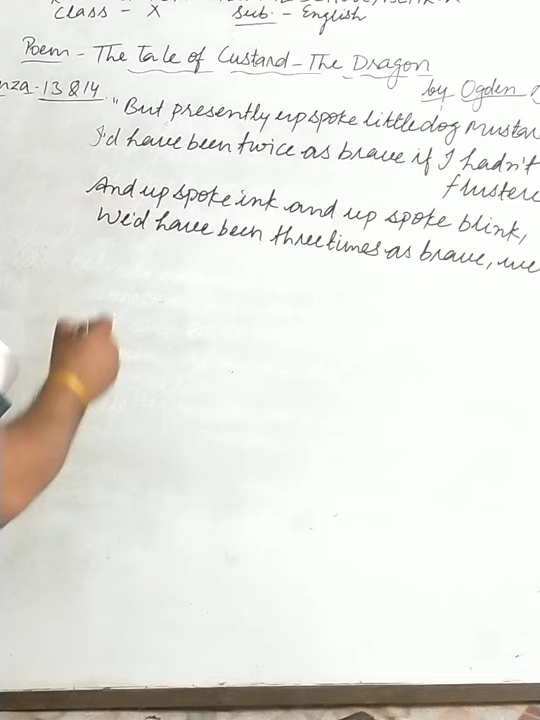 Class - X Sub. - English
Poem - The Tale of Custard - The Dragon
by Ogden
13 & 14
"But presently up spoke little dog Mustar
I'd have been twice as brave if I hadn't
flustere
And up spoke ink and up spoke blink,
We'd have been three times as brave, we